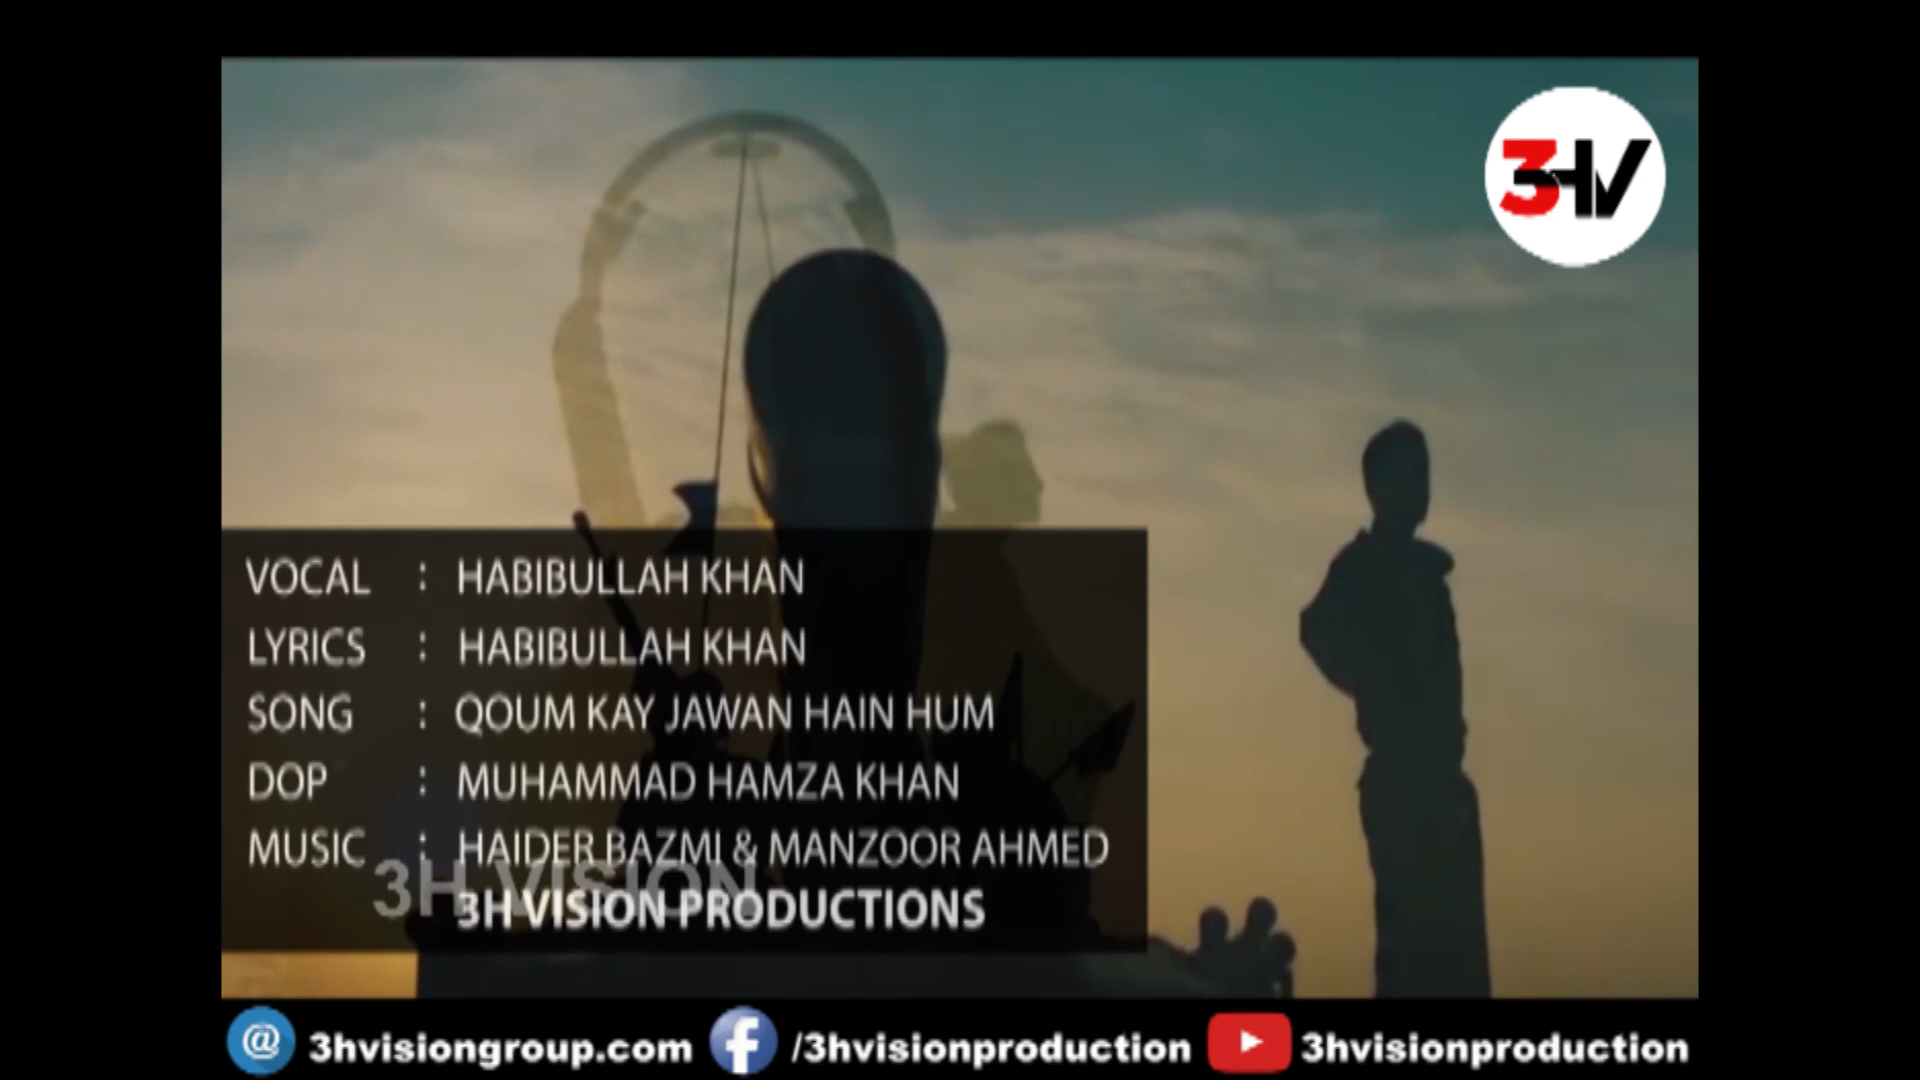 3HV
VOCAL : HABIBULLAH KHAN
LYRICS : HABIBULLAH KHAN
SONG : QOUM KAY JAWAN HAIN HUM
DOP : MUHAMMAD HAMZA KHAN
MUSIC : HAIDER BAZMI & MANZOOR AHMED
3H VISION
3H VISION PRODUCTIONS
3hvisiongroup.com /3hvisionproduction 3hvisionproduction